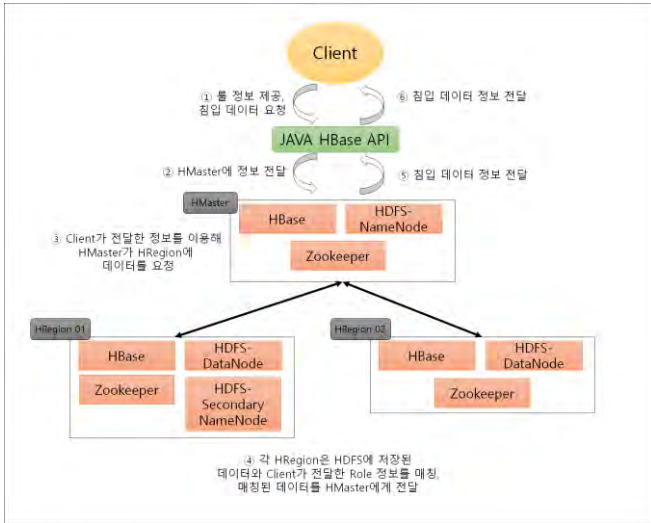 Client
① 룰 정보 제공,
침입 데이터 요청
⑥ 침입 데이터 정보 전달
JAVA HBase API
② HMaster에 정보 전달
⑤ 침입 데이터 정보 전달
HMaster
HBase
HDFS-
NameNode
Zookeeper
③ Client가 전달한 정보를 이용해
HMaster가 HRegion에
데이터를 요청
HRegion 01
HBase
HDFS-
DataNode
Zookeeper
HDFS-
Secondary
NameNode
HRegion 02
HBase
HDFS-
DataNode
Zookeeper
④ 각 HRegion은 HDFS에 저장된
데이터와 Client가 전달한 Role 정보를 매칭,
매칭된 데이터를 HMaster에게 전달